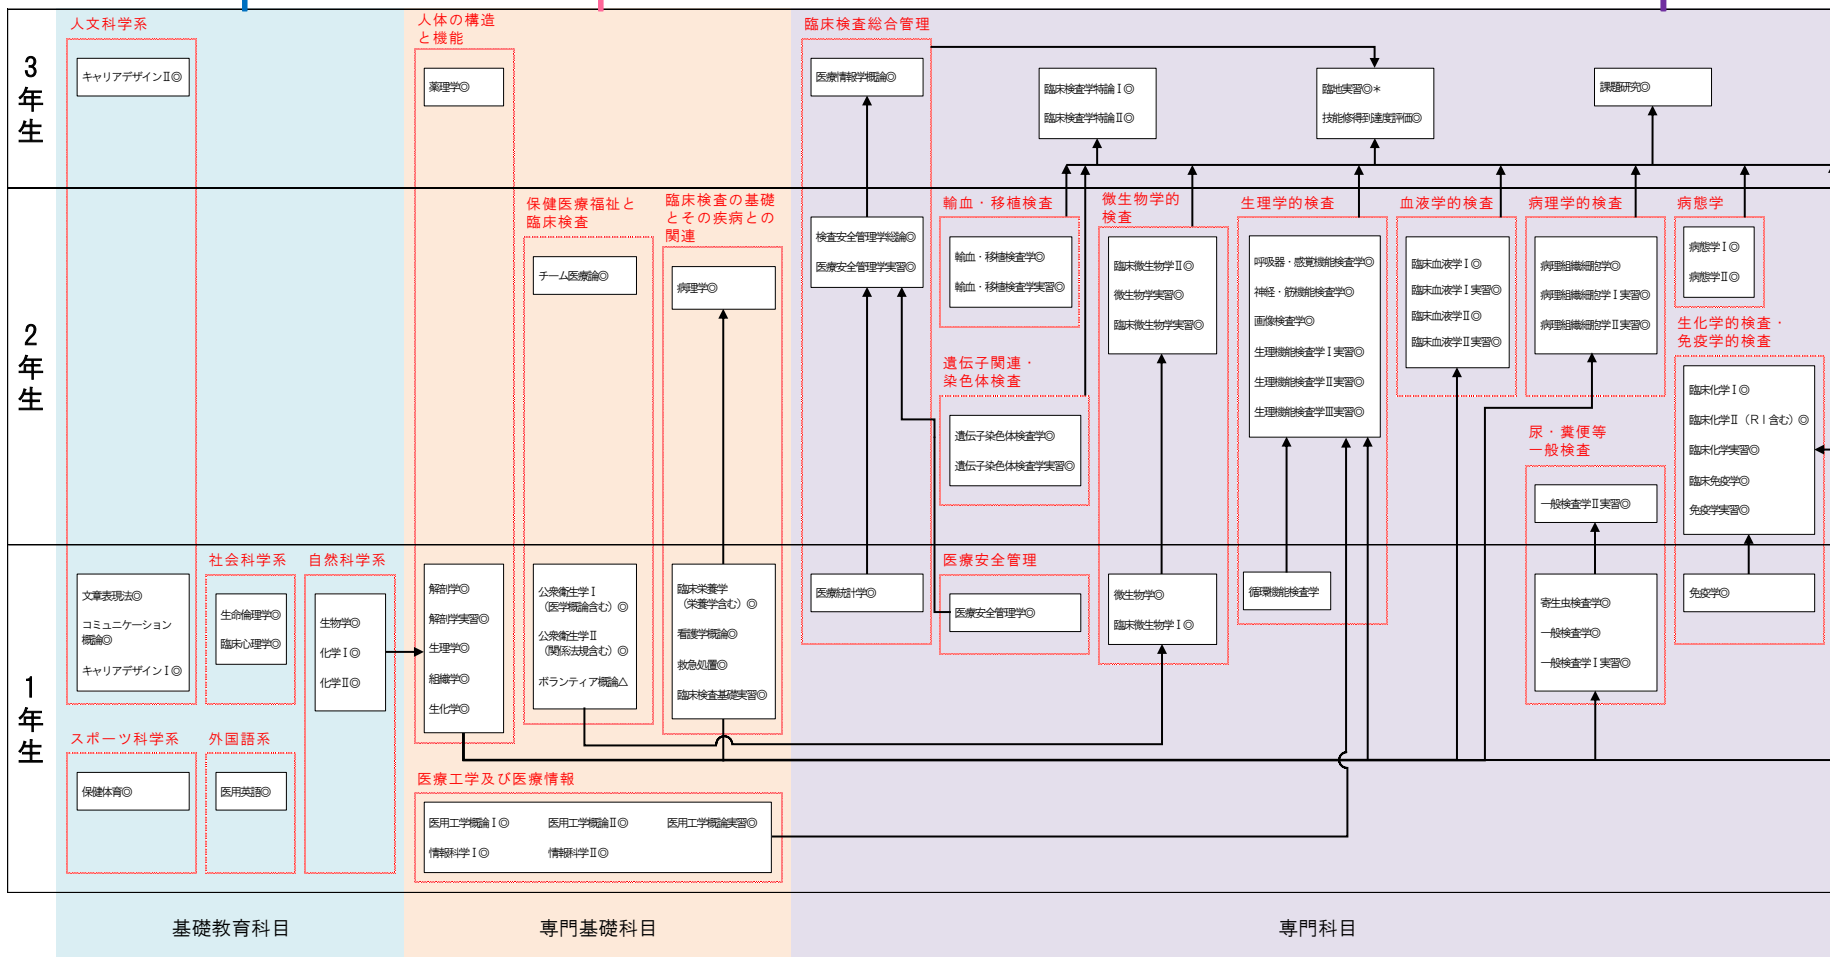 3年生
人文科学系
キャリアデザインⅡ◎
人体の構造
と機能
薬理学◎
臨床検査総合管理
医療情報学概論◎
臨床検査学特論Ⅰ◎
臨床検査学特論Ⅱ◎
臨地実習◎*
技能修得到達度評価◎
課題研究◎
2年生
保健医療福祉と
臨床検査
チーム医療論◎
臨床検査の基礎
とその疾病との
関連
病理学◎
検査安全管理学総論◎
医療安全管理学実習◎
輸血・移植検査
輸血・移植検査学◎
輸血・移植検査学実習◎
遺伝子関連・
染色体検査
遺伝子染色体検査学◎
遺伝子染色体検査学実習◎
微生物学的
検査
臨床微生物学Ⅱ◎
微生物学実習◎
臨床微生物学実習◎
生理学的検査
呼吸器・感覚機能検査学◎
神経・筋機能検査学◎
画像検査学◎
生理機能検査学Ⅰ実習◎
生理機能検査学Ⅱ実習◎
生理機能検査学Ⅲ実習◎
血液学的検査
臨床血液学Ⅰ◎
臨床血液学Ⅰ実習◎
臨床血液学Ⅱ◎
臨床血液学Ⅱ実習◎
病理学的検査
病理組織細胞学◎
病理組織細胞学Ⅰ実習◎
病理組織細胞学Ⅱ実習◎
尿・糞便等
一般検査
一般検査学Ⅱ実習◎
病態学
病態学Ⅰ◎
病態学Ⅱ◎
生化学的検査・
免疫学的検査
臨床化学Ⅰ◎
臨床化学Ⅱ（RI含む）◎
臨床化学実習◎
臨床免疫学◎
免疫学実習◎
1年生
文章表現法◎
コミュニケーション
概論◎
キャリアデザインⅠ◎
社会科学系
生命倫理学◎
臨床心理学◎
自然科学系
生物学◎
化学Ⅰ◎
化学Ⅱ◎
スポーツ科学系
保健体育◎
外国語系
医用英語◎
解剖学◎
解剖学実習◎
生理学◎
組織学◎
生化学◎
公衆衛生学Ⅰ
（医学概論含む）◎
公衆衛生学Ⅱ
（関係法規含む）◎
ボランティア概論△
臨床栄養学
（栄養学含む）◎
看護学概論◎
救急処置◎
臨床検査基礎実習◎
医療工学及び医療情報
医用工学概論Ⅰ◎
医用工学概論Ⅱ◎
医用工学概論実習◎
情報科学Ⅰ◎
情報科学Ⅱ◎
医療統計学◎
医療安全管理
医療安全管理学◎
微生物学◎
臨床微生物学Ⅰ◎
循環機能検査学
寄生虫検査学◎
一般検査学◎
一般検査学Ⅰ実習◎
免疫学◎
基礎教育科目
専門基礎科目
専門科目